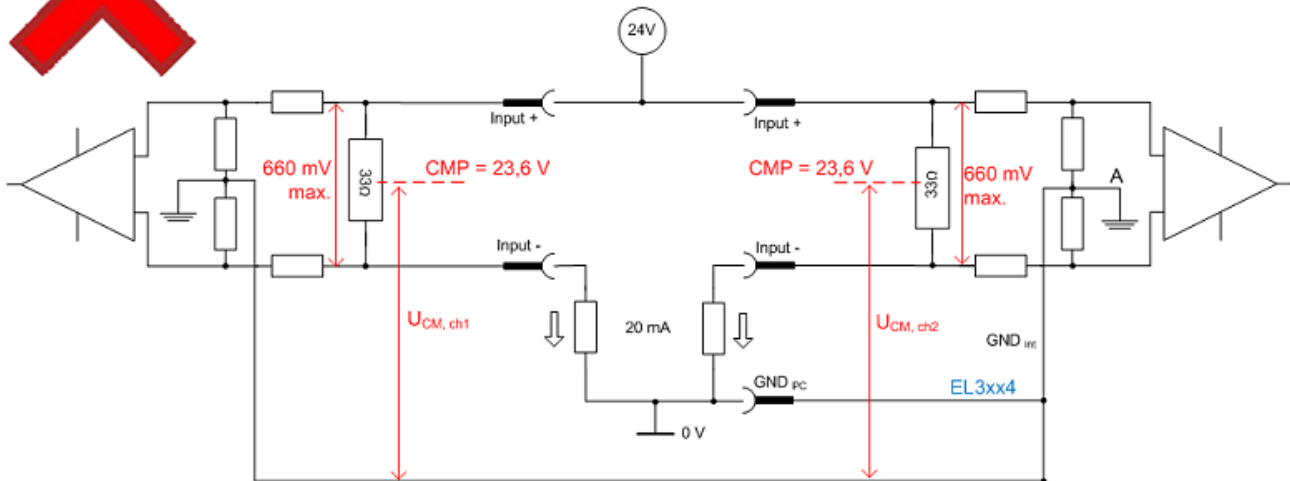 24V
Input +
Input +
660 mV
max.
33Ω
CMP = 23,6 V
CMP = 23,6 V
33Ω
660 mV
max.
A
Input -
Input -
U CM, ch1
20 mA
U CM, ch2
GND int
GND PC
EL3xx4
0 V